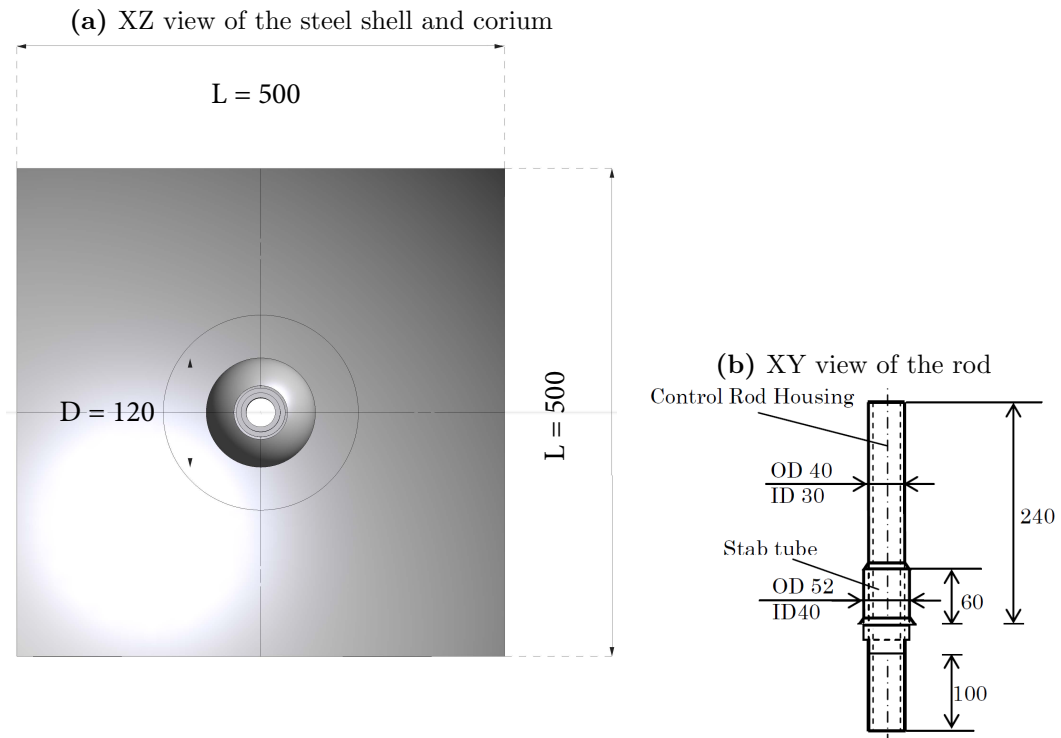 (a) XZ view of the steel shell and corium
L = 500
D = 120
L = 500
(b) XY view of the rod
Control Rod Housing
OD 40
ID 30
240
Stab tube
OD 52
ID40
60
100